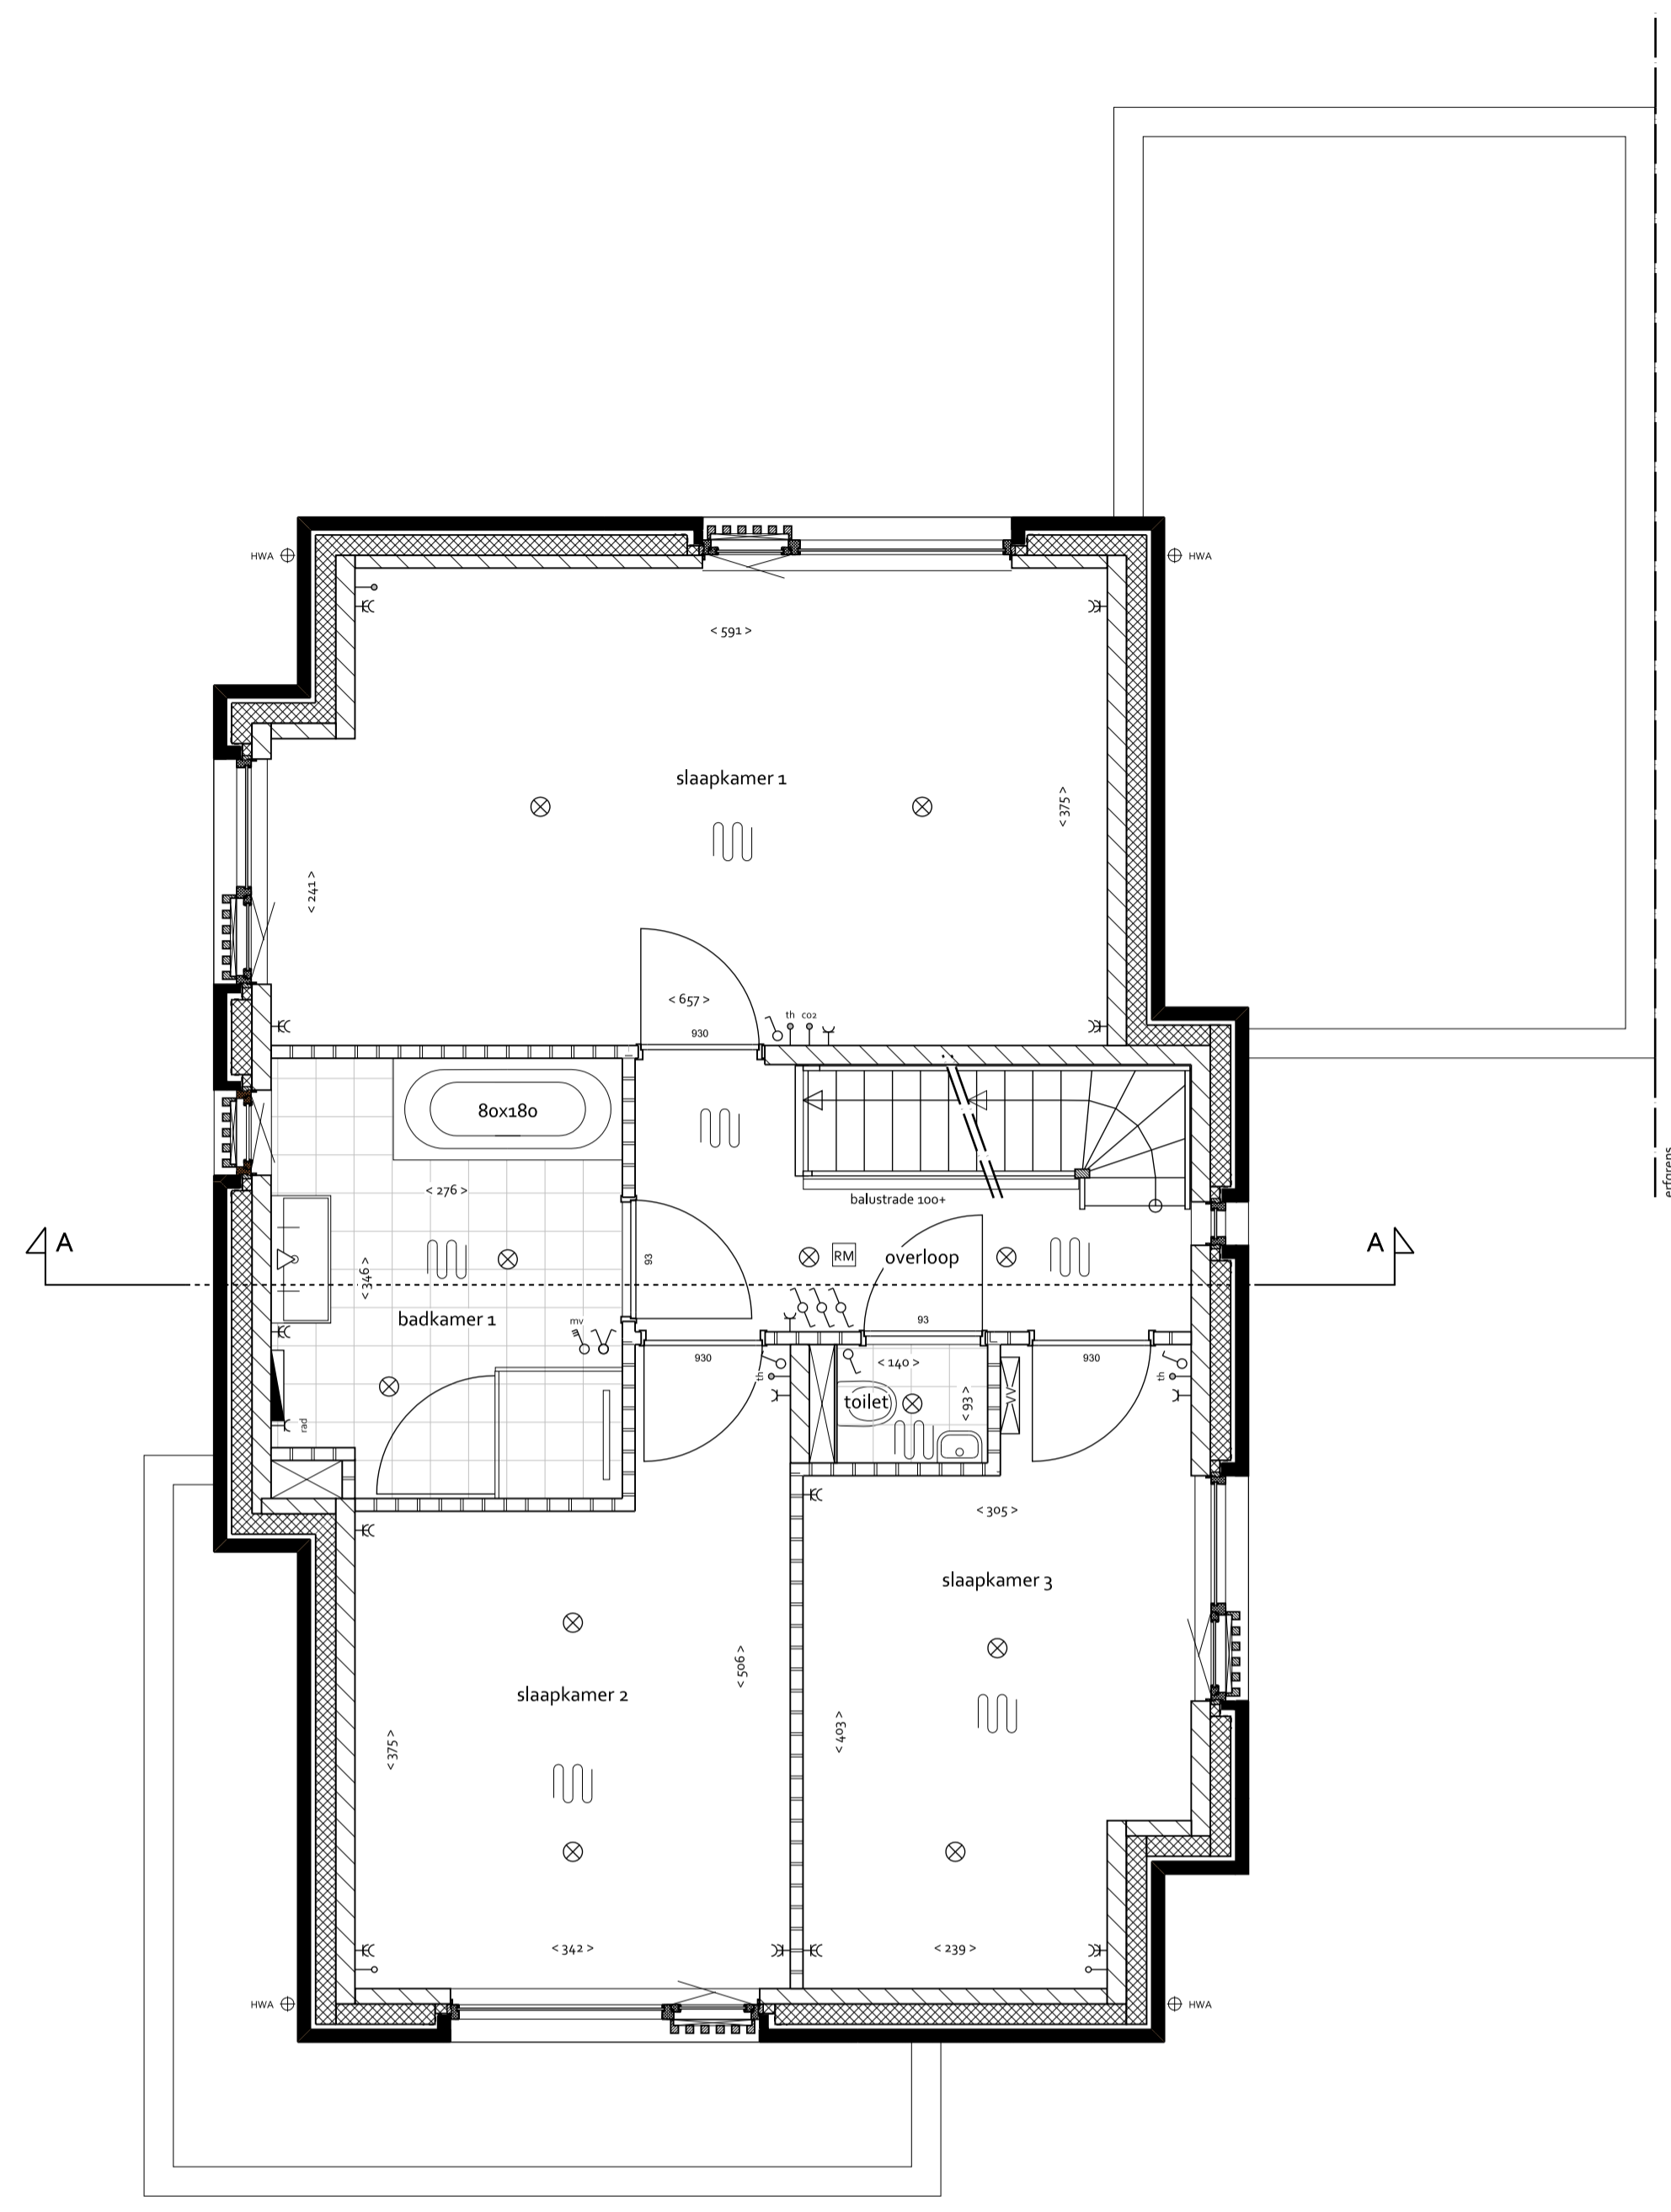 HWA
HWA
< 591 >
slaapkamer 1
< 375 >
< 241 >
< 657 >
th
co2
930
80x180
< 276 >
balustrade 100+
erfgrens
A
A
93
RM
overloop
< 346 >
badkamer 1
mv
93
930
930
< 140 >
th
th
toilet
< 93 >
rad
< 305 >
slaapkamer 3
< 506 >
slaapkamer 2
< 403 >
< 375 >
< 342 >
< 239 >
HWA
HWA